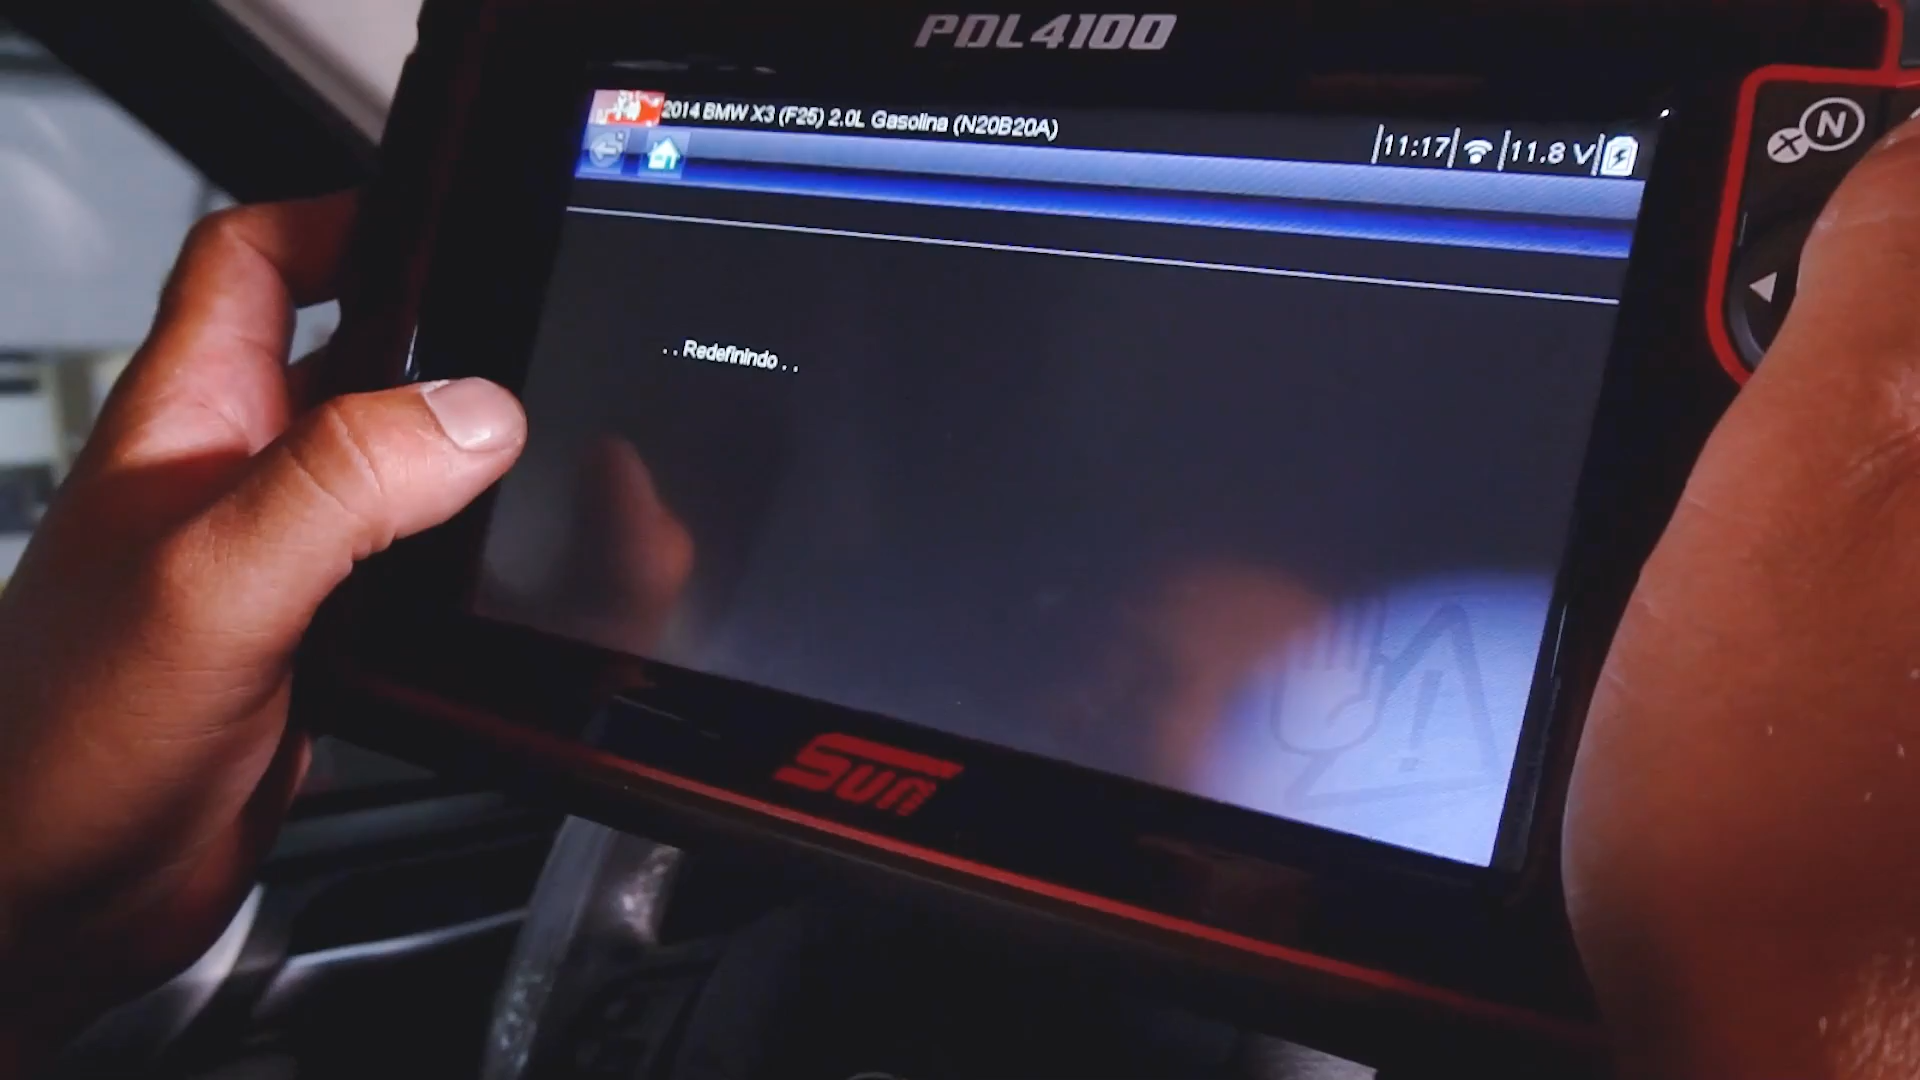 PDL4100
2014 BMW X3 (F25) 2.0L Gasolina (N20B20A)
11:17
11.8 V
N
X
. . Redefinindo . .
Sun